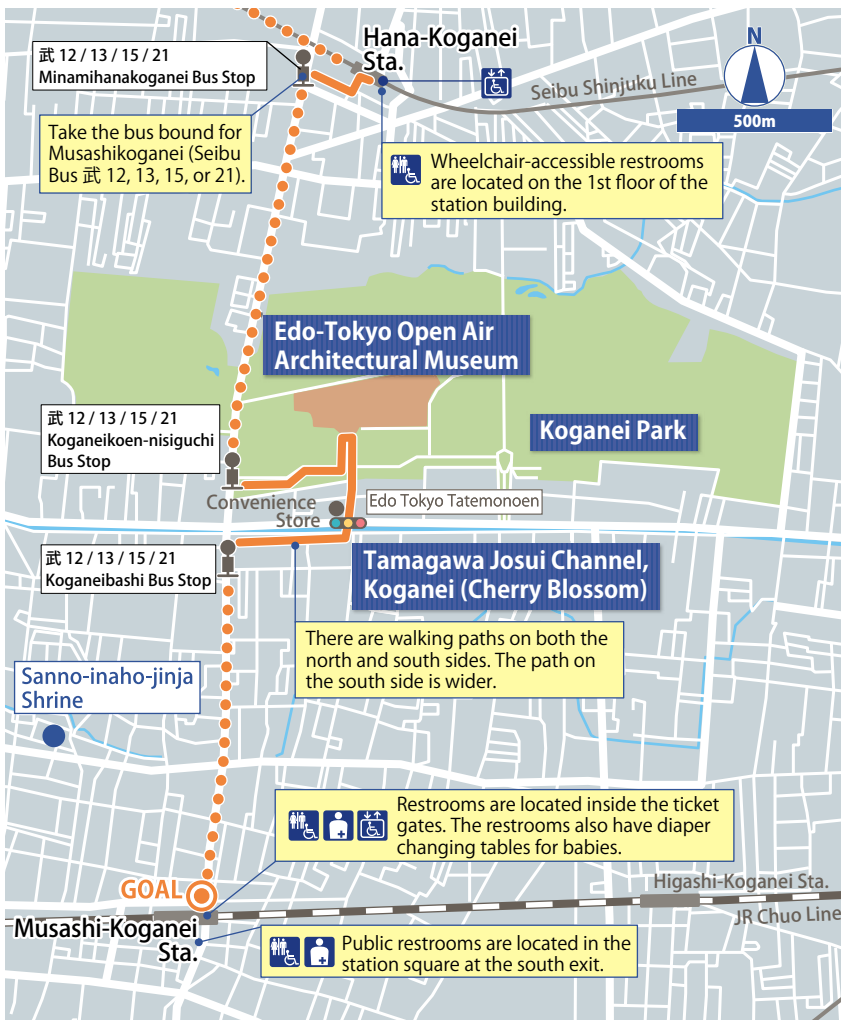 Hana-Koganei
Sta.
武 12 / 13 / 15 / 21
Minamihanakoganei Bus Stop
N
500m
Seibu Shinjuku Line
Take the bus bound for
Musashikoganei (Seibu
Bus 武 12, 13, 15, or 21).
Wheelchair-accessible restrooms
are located on the 1st floor of the
station building.
Edo-Tokyo Open Air
Architectural Museum
武 12 / 13 / 15 / 21
Koganeikoen-nisiguchi
Bus Stop
Koganei Park
Convenience
Store
Edo Tokyo Tatemonoen
武 12 / 13 / 15 / 21
Koganeibashi Bus Stop
Tamagawa Josui Channel,
Koganei (Cherry Blossom)
There are walking paths on both the
north and south sides. The path on
the south side is wider.
Sanno-inaho-jinja
Shrine
Restrooms are located inside the ticket
gates. The restrooms also have diaper
changing tables for babies.
GOAL
Higashi-Koganei Sta.
JR Chuo Line
Musashi-Koganei
Sta.
Public restrooms are located in the
station square at the south exit.